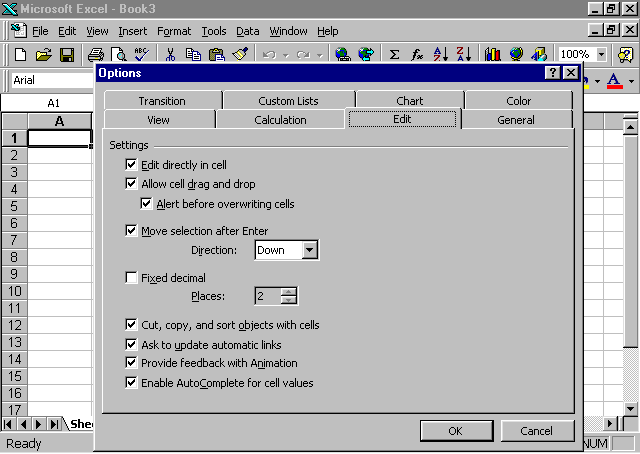 Microsoft Excel - Book3
File Edit View Insert Format Tools Data Window Help
ABC Σ fx A Z Z A 100%
Arial
Options
A1
Transition Custom Lists Chart Color
View Calculation Edit General
A
Settings
1
2
3
4
5
6
7
8
9
10
11
12
13
14
15
16
17
Edit directly in cell
Allow cell drag and drop
Alert before overwriting cells
Move selection after Enter
Direction: Down
Fixed decimal
Places: 2
Cut, copy, and sort objects with cells
Ask to update automatic links
Provide feedback with Animation
Enable AutoComplete for cell values
Shee
OK Cancel
Ready NUM